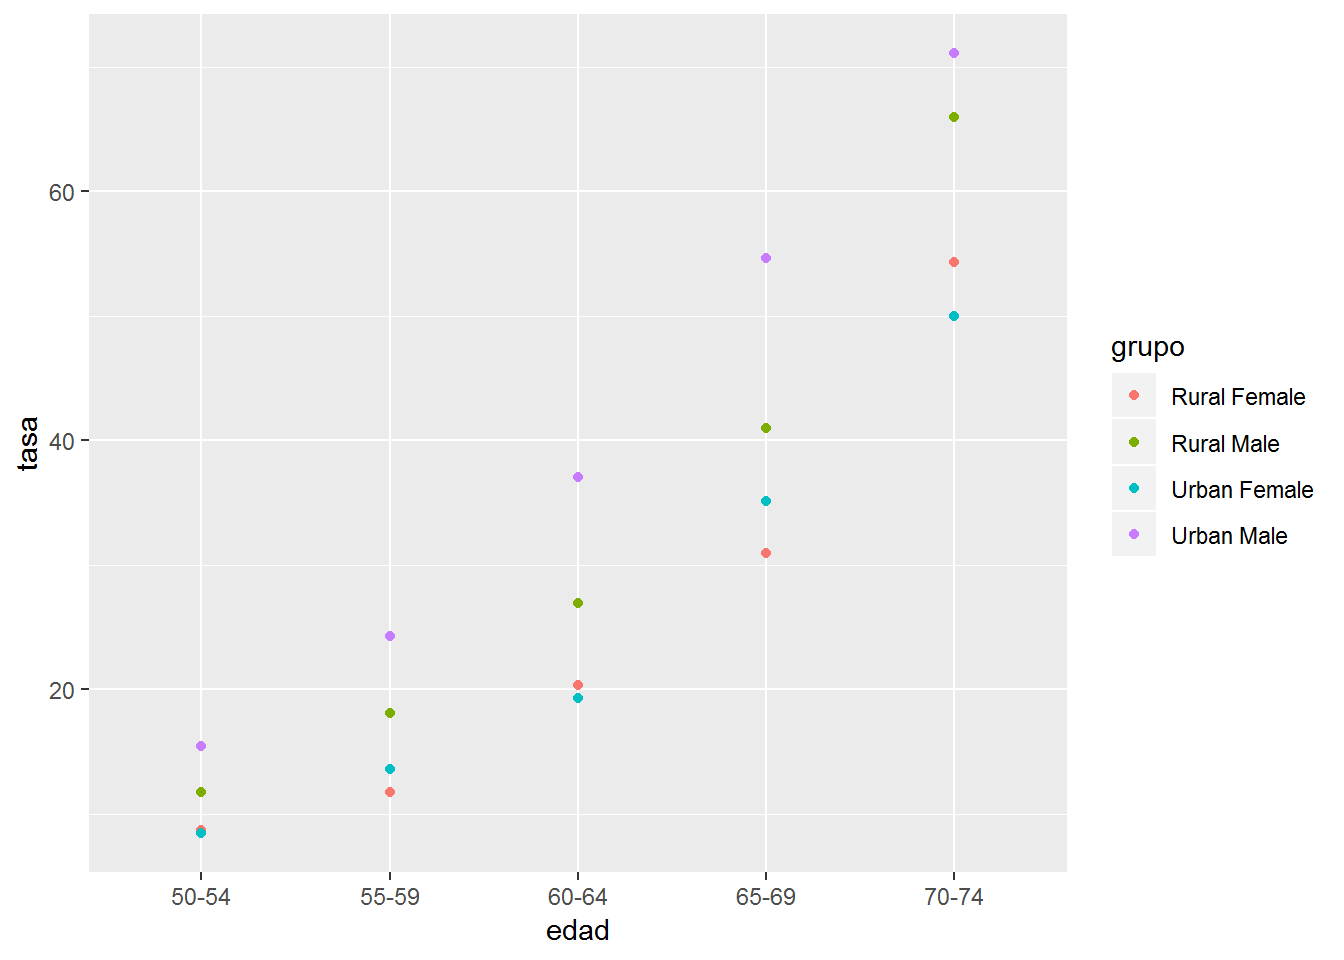 tasa
60
40
20
50-54
55-59
60-64
65-69
70-74
edad
grupo
Rural Female
Rural Male
Urban Female
Urban Male